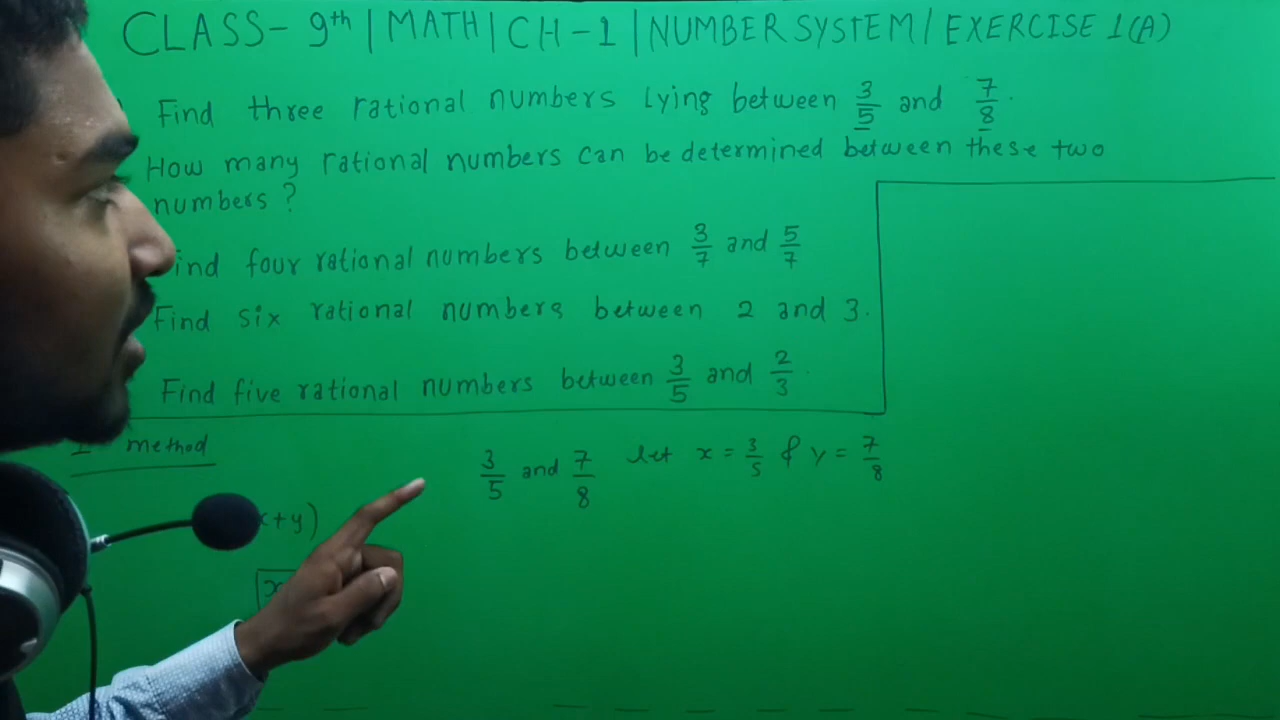 CLASS- 9th | MATH | CH-1 | NUMBER SYSTEM / EXERCISE 1(A)
Find three rational numbers lying between 3/5 and 7/8.
How many rational numbers can be determined between these two
numbers ?
ind four rational numbers between 3/7 and 5/7
Find six rational numbers between 2 and 3.
Find five rational numbers between 3/5 and 2/3.
method
3/5 and 7/8 let x = 3/5 & y = 7/8
x+y)
x